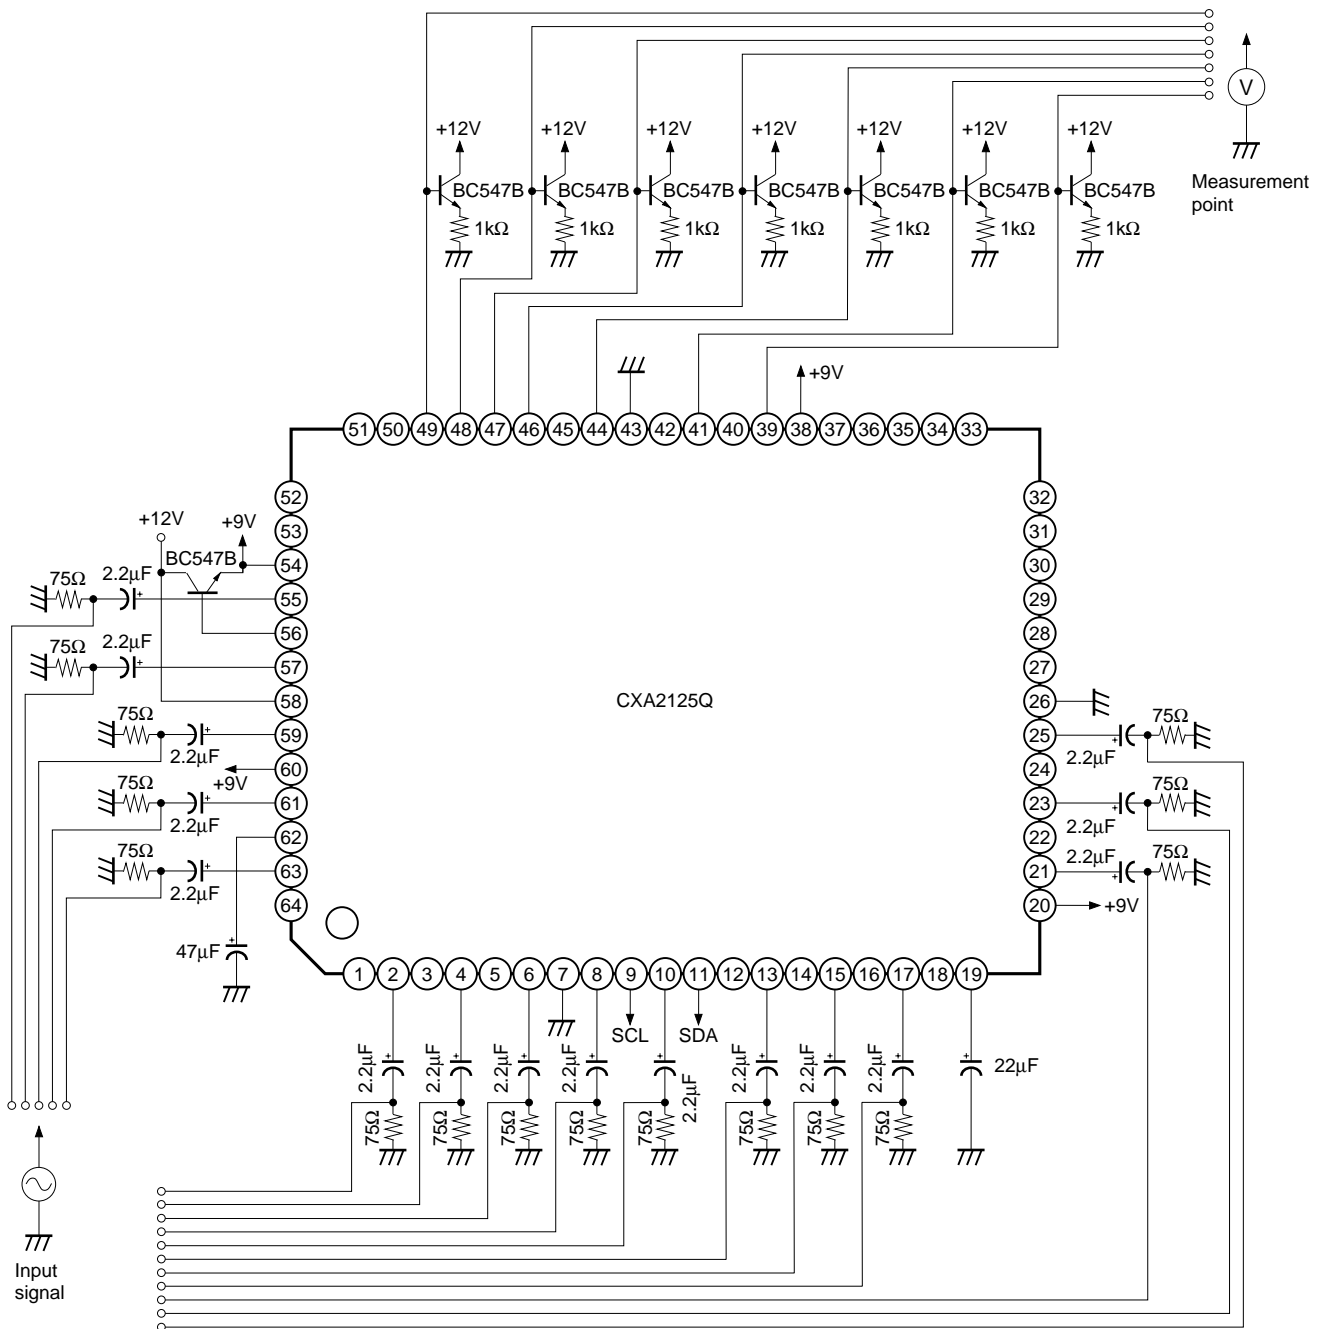 V
+12V +12V +12V +12V +12V +12V +12V
BC547B BC547B BC547B BC547B BC547B BC547B BC547B
Measurement
point
1kΩ 1kΩ 1kΩ 1kΩ 1kΩ 1kΩ 1kΩ
+9V
51 50 49 48 47 46 45 44 43 42 41 40 39 38 37 36 35 34 33
52
53
54
55
56
57
58
59
60
61
62
63
64
+12V
+9V
BC547B
75Ω
2.2µF
+
75Ω
2.2µF
+
75Ω
+
2.2µF
+9V
75Ω
+
2.2µF
75Ω
+
2.2µF
+
47µF
CXA2125Q
32
31
30
29
28
27
26
25
24
23
22
21
20
75Ω
+
2.2µF
75Ω
+
2.2µF
2.2µF
75Ω
+
+9V
1 2 3 4 5 6 7 8 9 10 11 12 13 14 15 16 17 18 19
SCL
SDA
+ + + + + + + + +
2.2µF 2.2µF 2.2µF 2.2µF 2.2µF 2.2µF 2.2µF 2.2µF
22µF
75Ω 75Ω 75Ω 75Ω 75Ω 75Ω 75Ω 75Ω
Input
signal